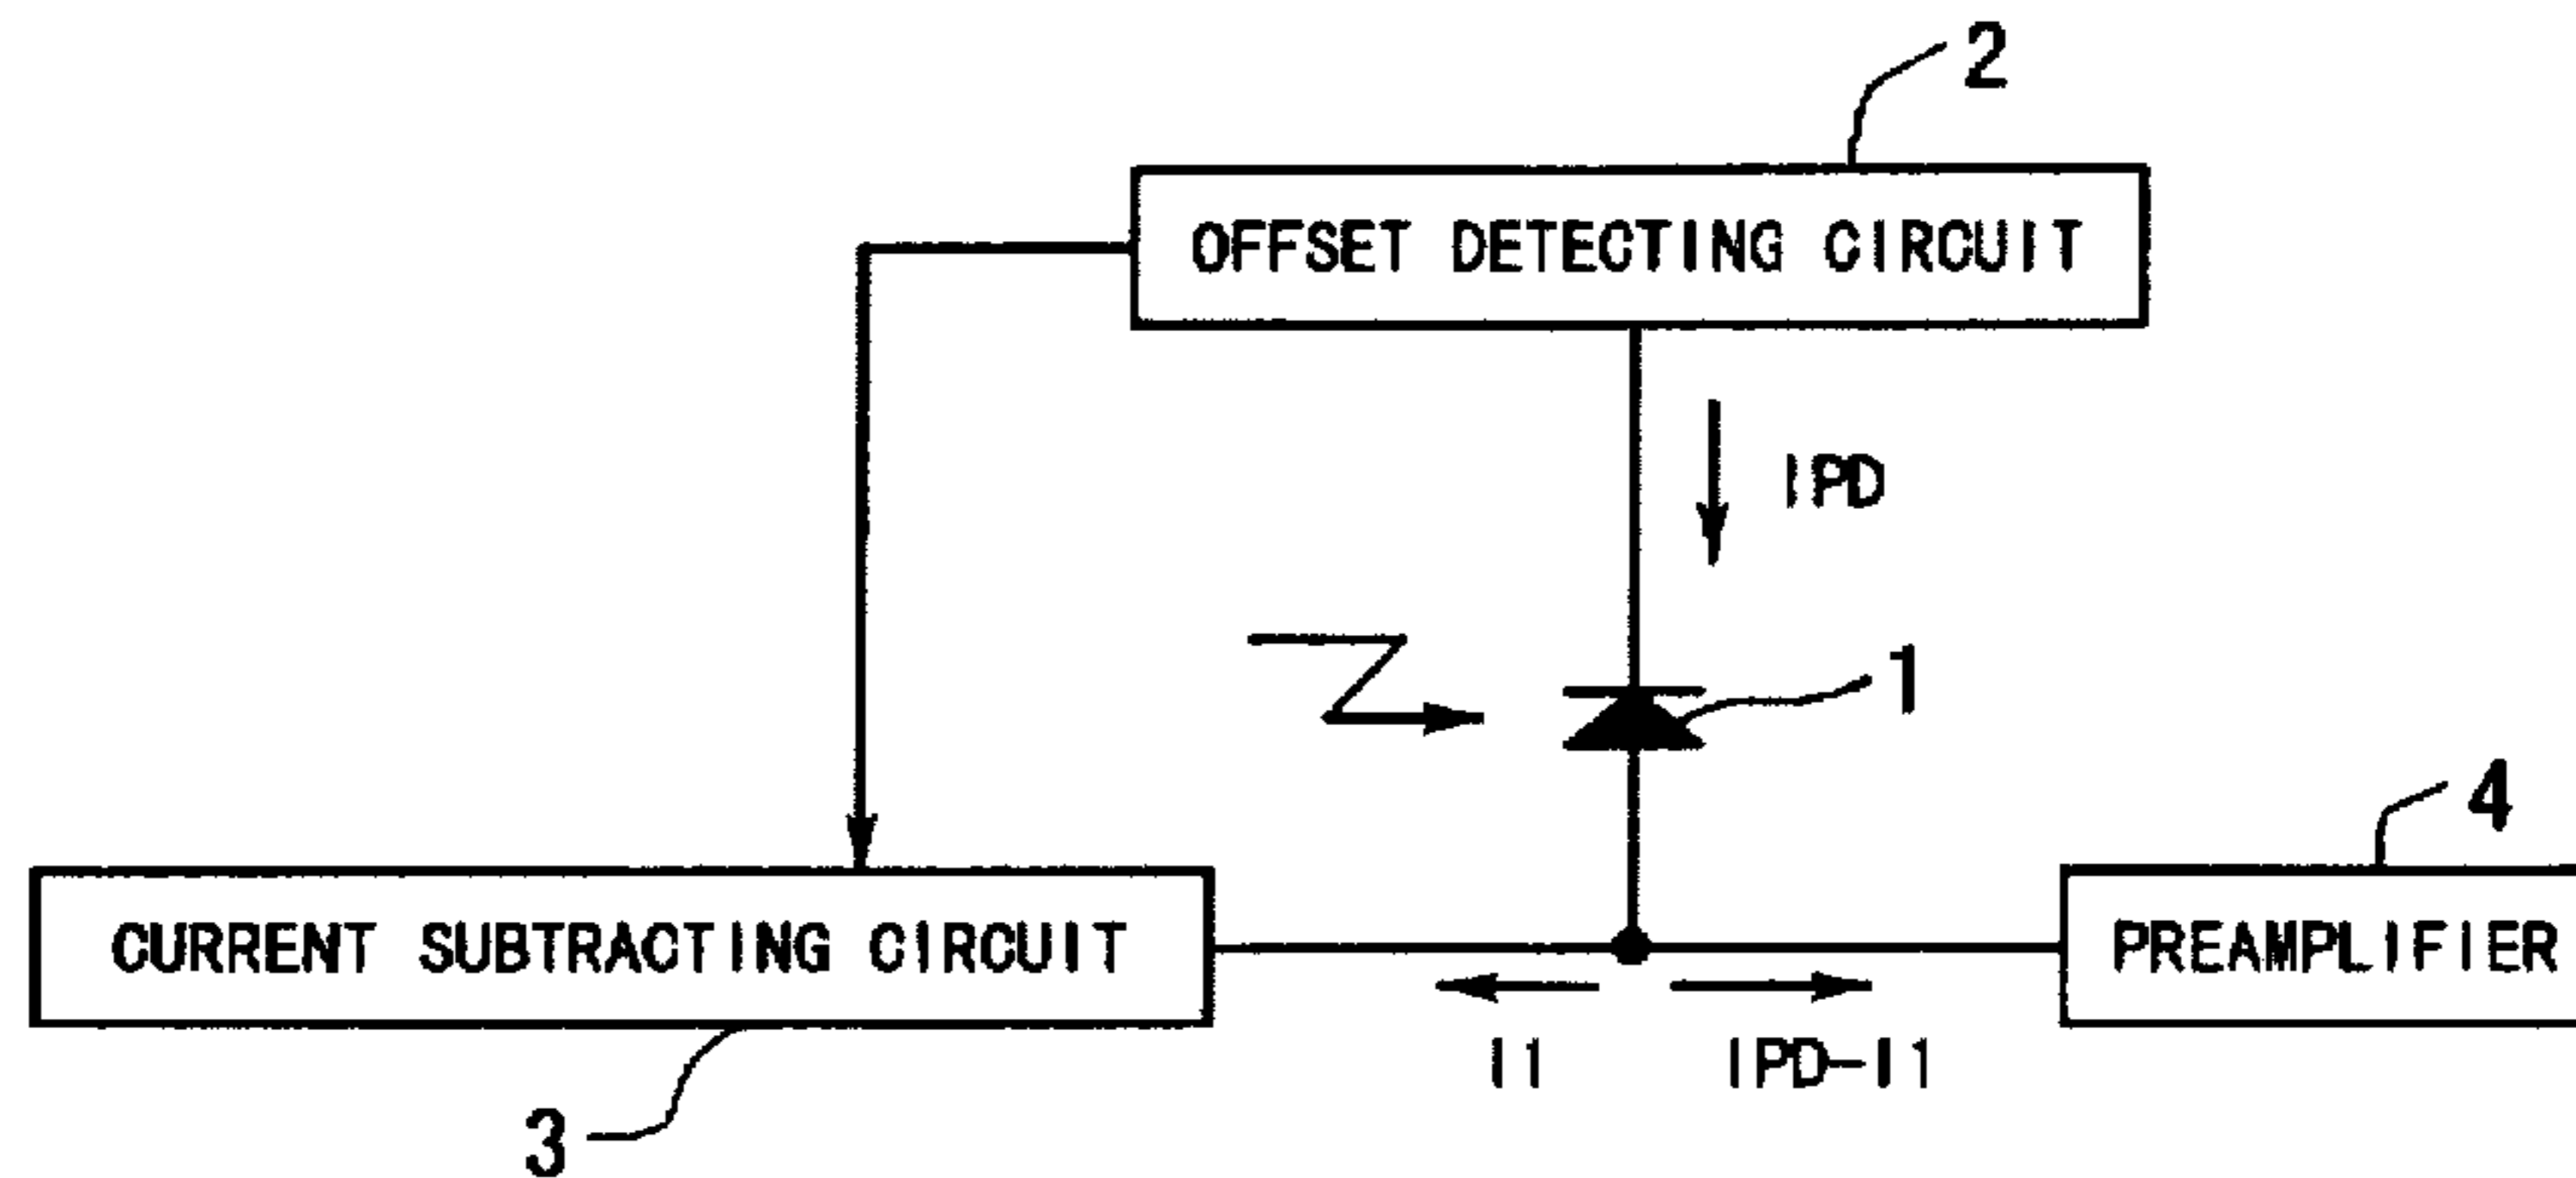 2
OFFSET DETECTING CIRCUIT
IPD
1
4
CURRENT SUBTRACTING CIRCUIT
PREAMPLIFIER
I1
IPD-I1
3